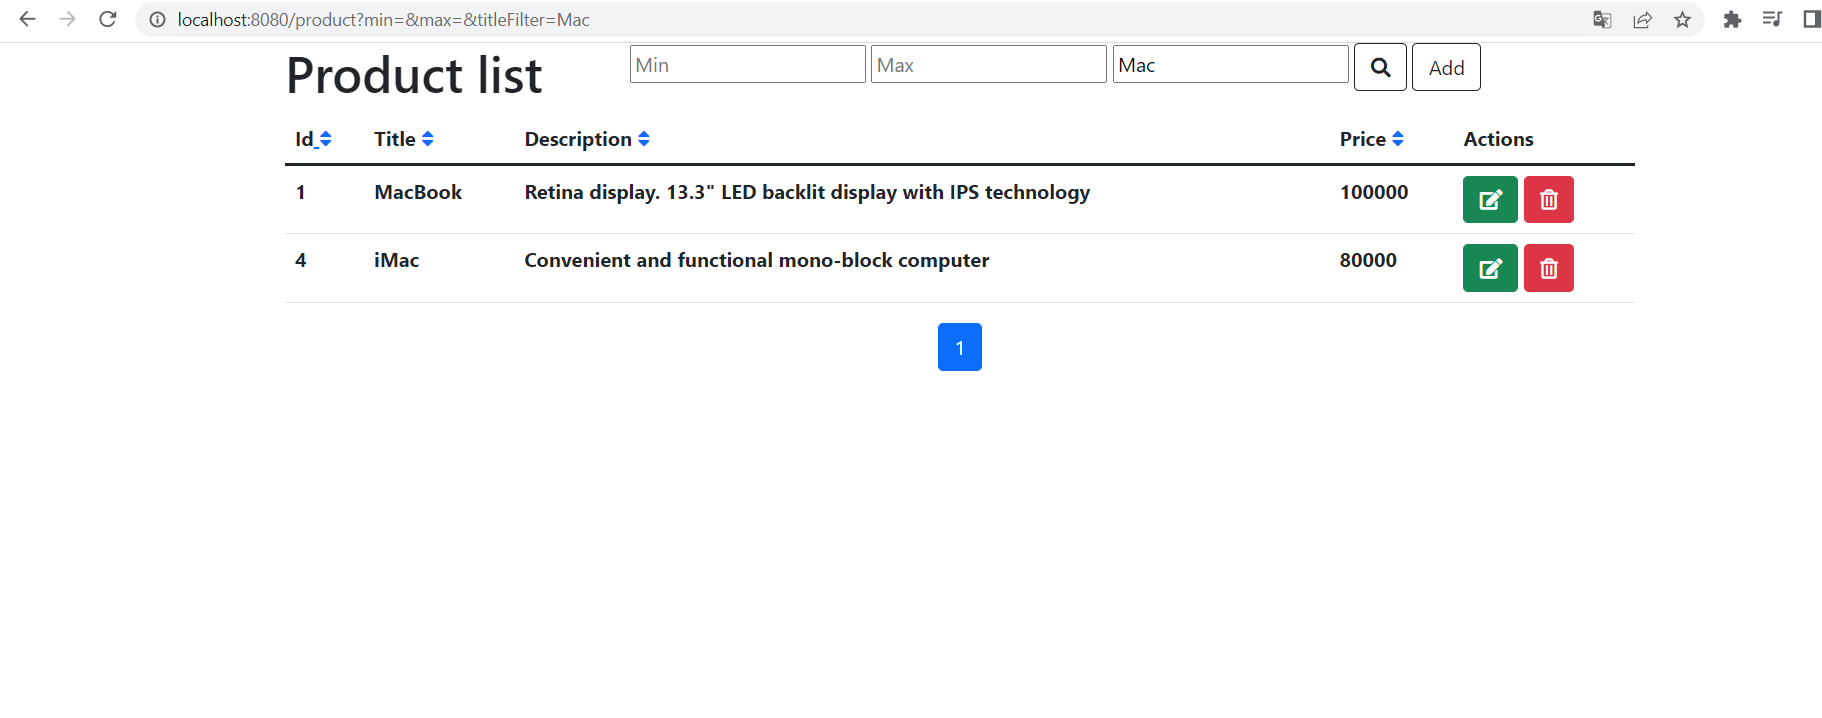 localhost:8080/product?min=&max=&titleFilter=Mac
Product list Min Max Mac Add
Id Title Description Price Actions
1 MacBook Retina display. 13.3" LED backlit display with IPS technology 100000
4 iMac Convenient and functional mono-block computer 80000
1